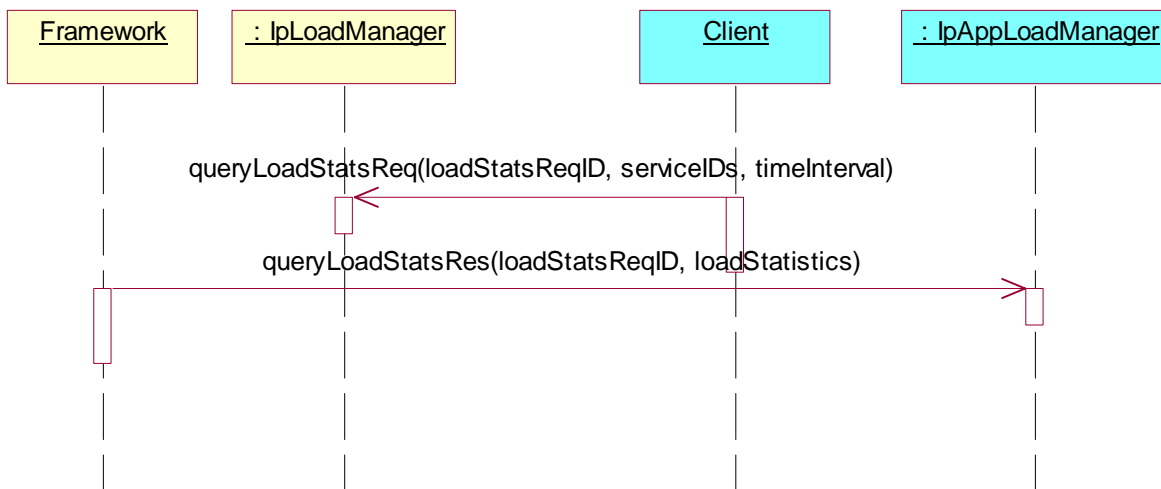 Framework
: IpLoadManager
Client
: IpAppLoadManager
queryLoadStatsReq(loadStatsReqID, serviceIDs, timeInterval)
queryLoadStatsRes(loadStatsReqID, loadStatistics)